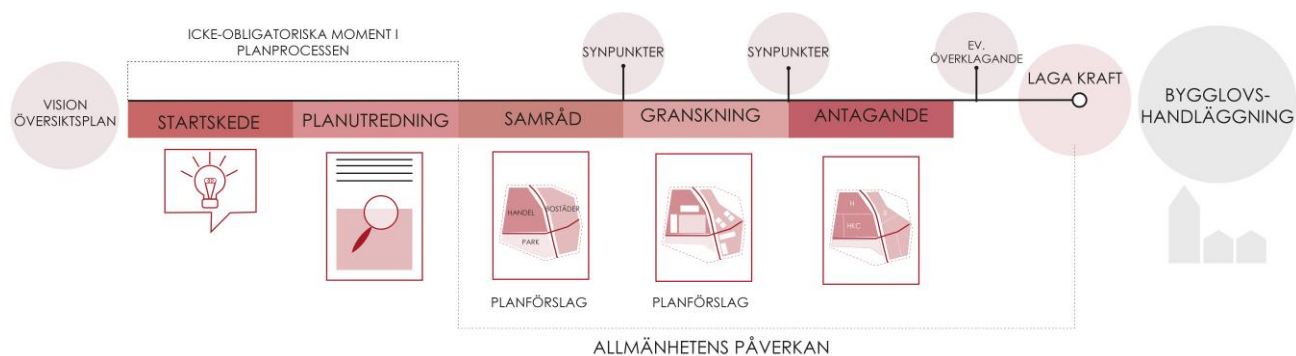 ICKE-OBLIGATORISKA MOMENT I
PLANPROCESSEN
SYNPUNKTER
SYNPUNKTER
EV.
ÖVERKLAGANDE
LAGA KRAFT
VISION
ÖVERSIKTSPLAN
BYGGLOVS-
HANDLÄGGNING
STARTSKEDE
PLANUTREDNING
SAMRÅD
GRANSKNING
ANTAGANDE
HANDEL
BOSTÄDER
PARK
H
HKC
PLANFÖRSLAG
PLANFÖRSLAG
ALLMÄNHETENS PÅVERKAN